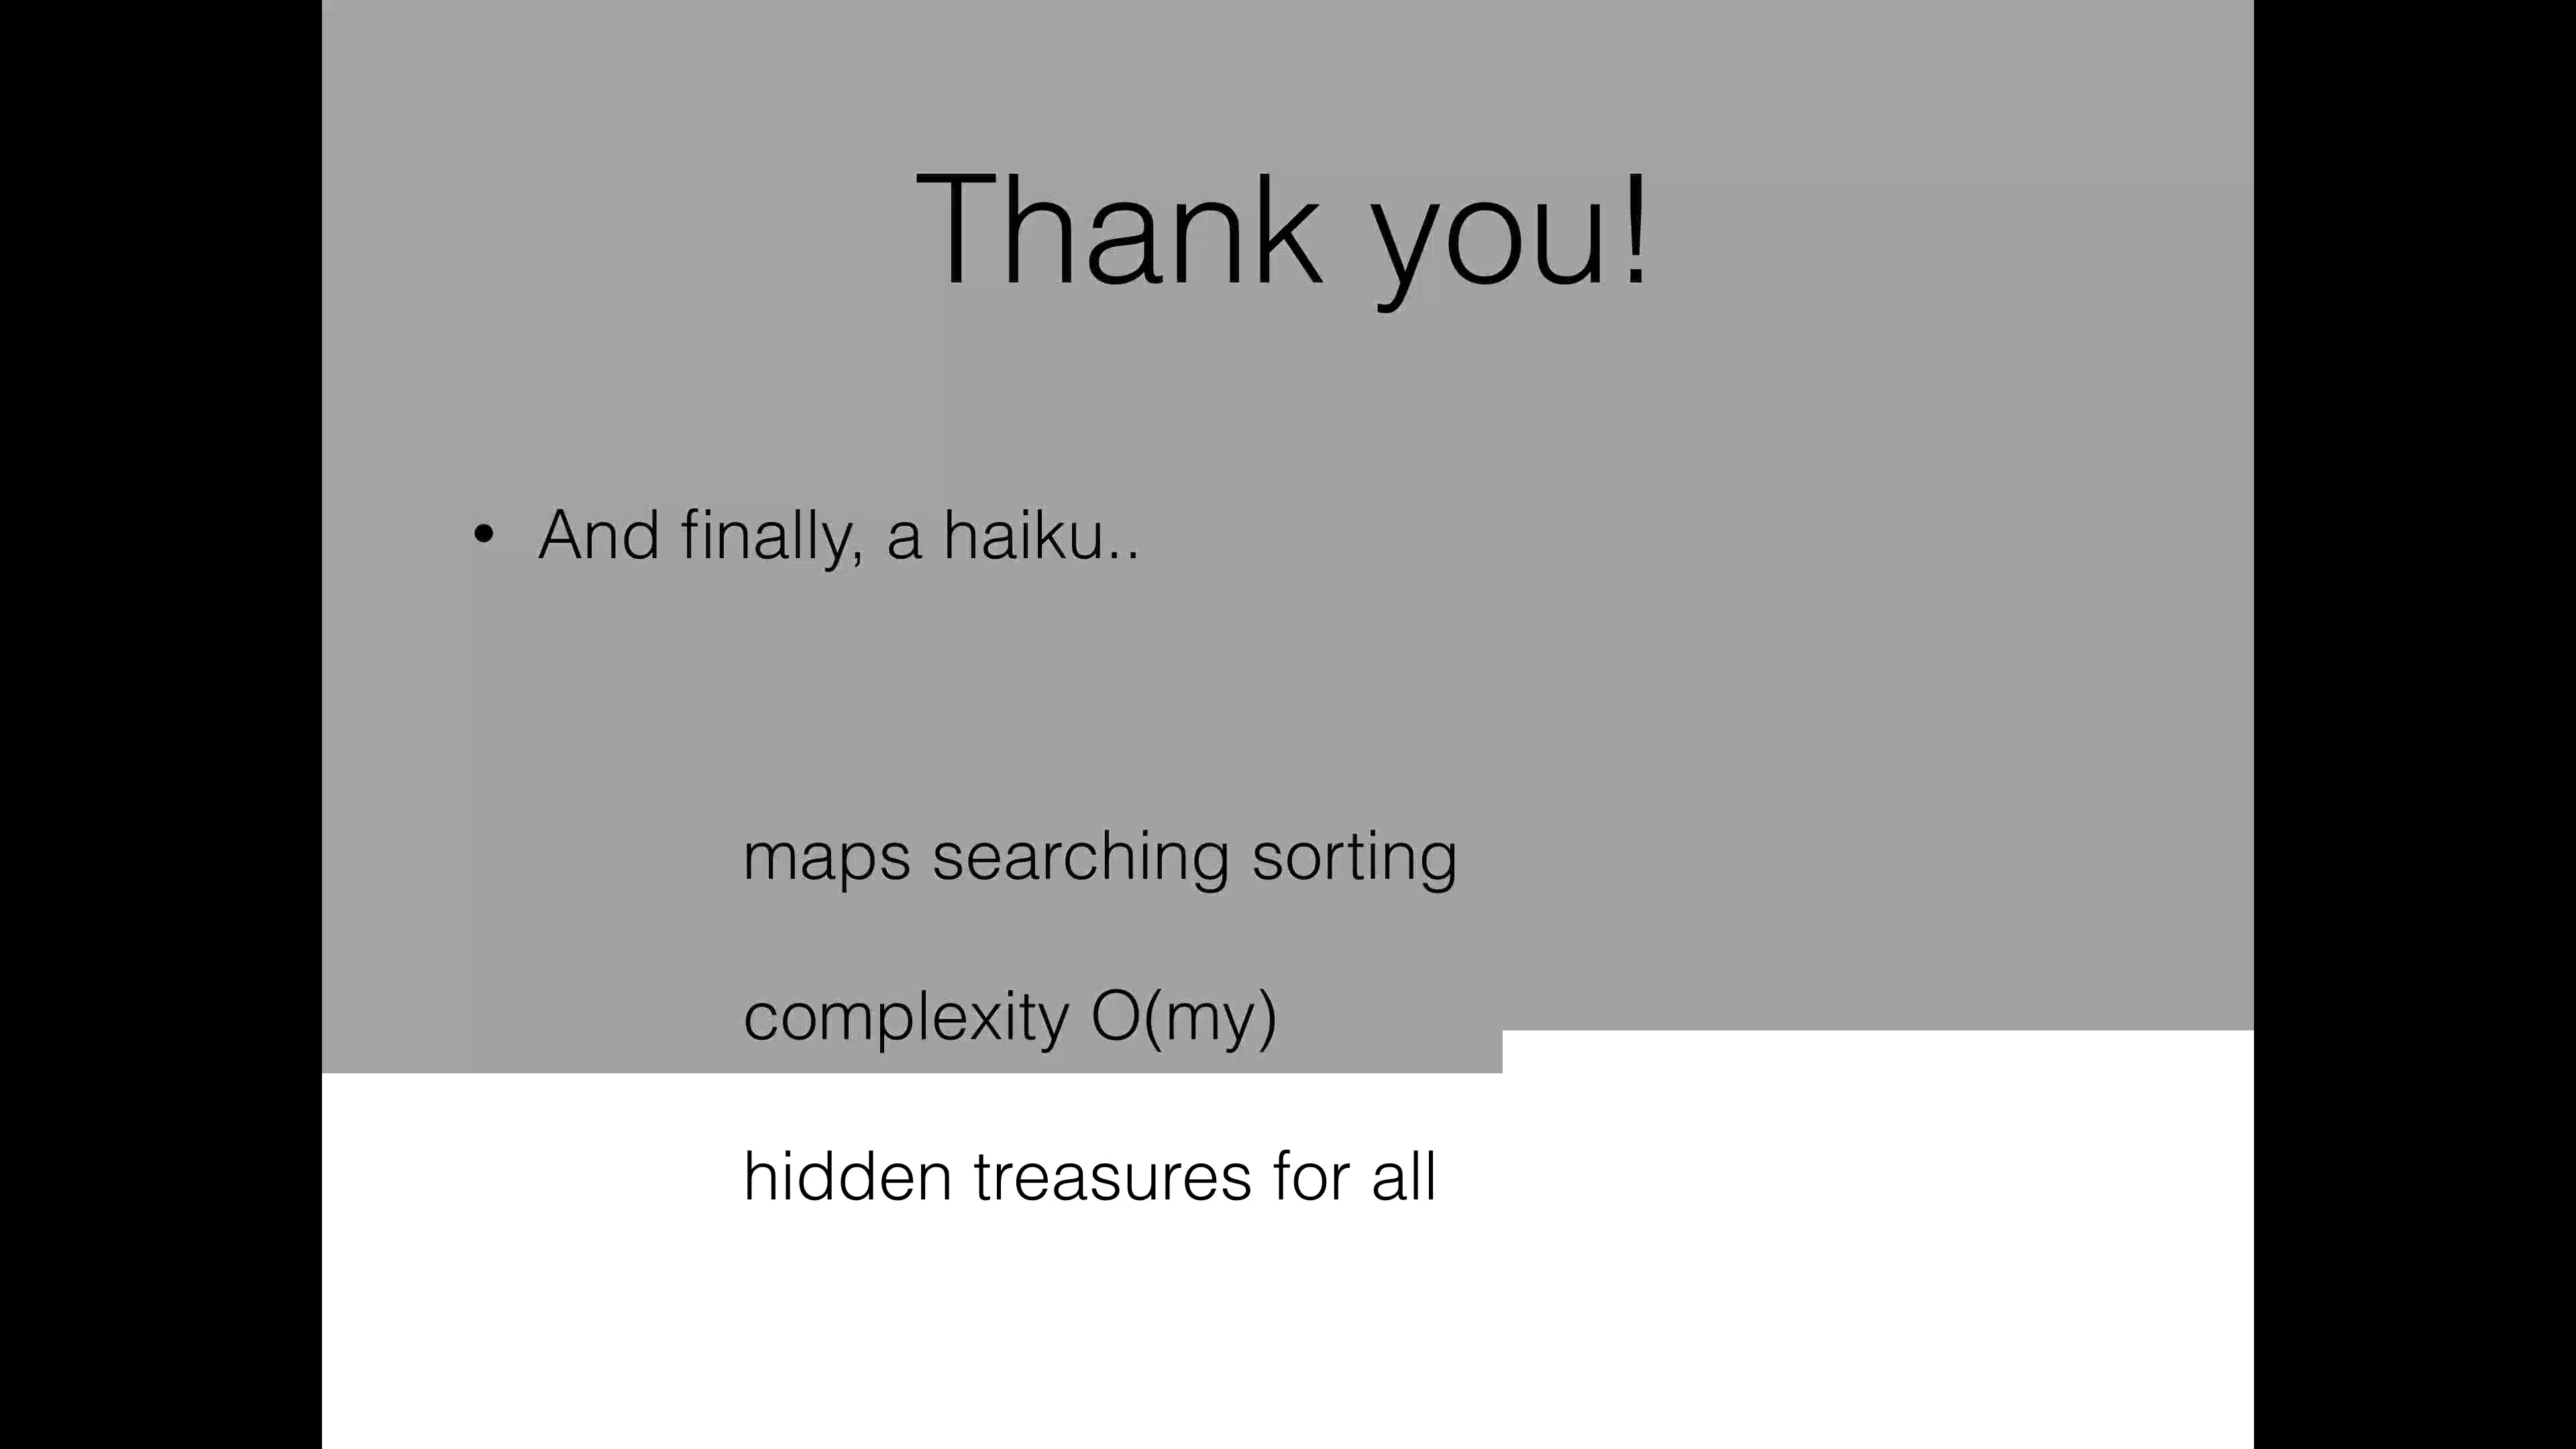 Thank you!
• And finally, a haiku..
maps searching sorting
complexity O(my)
hidden treasures for all